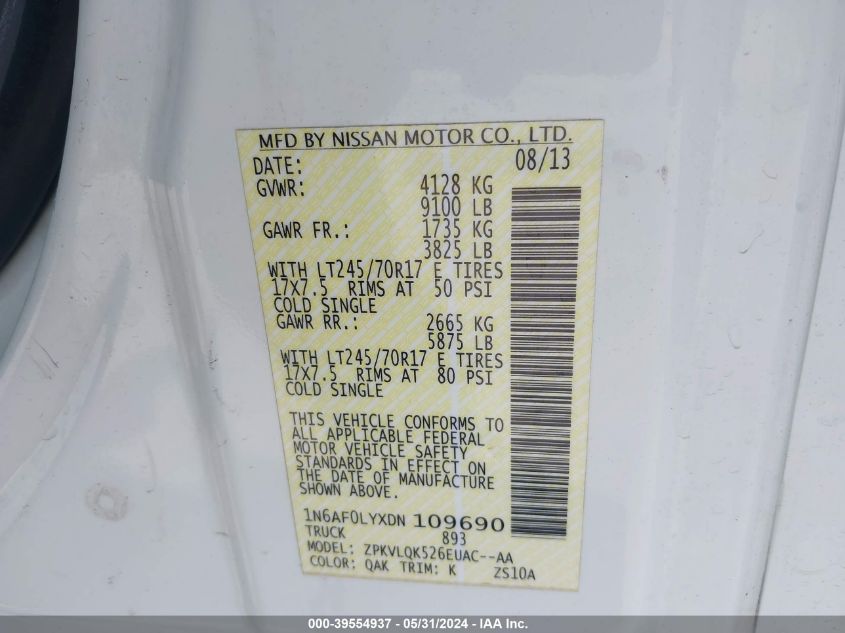 MFD BY NISSAN MOTOR CO., LTD.
DATE: 08/13
GVWR: 4128 KG
9100 LB
GAWR FR.: 1735 KG
3825 LB
WITH LT245/70R17 E TIRES
17X7.5 RIMS AT 50 PSI
COLD SINGLE
GAWR RR.: 2665 KG
5875 LB
WITH LT245/70R17 E TIRES
17X7.5 RIMS AT 80 PSI
COLD SINGLE
THIS VEHICLE CONFORMS TO
ALL APPLICABLE FEDERAL
MOTOR VEHICLE SAFETY
STANDARDS IN EFFECT ON
THE DATE OF MANUFACTURE
SHOWN ABOVE.
1N6AF0LYXDN 109690
TRUCK 893
MODEL: ZPKVLQK526EUAC--AA
COLOR: QAK TRIM: K ZS10A
000-39554937 - 05/31/2024 - IAA Inc.